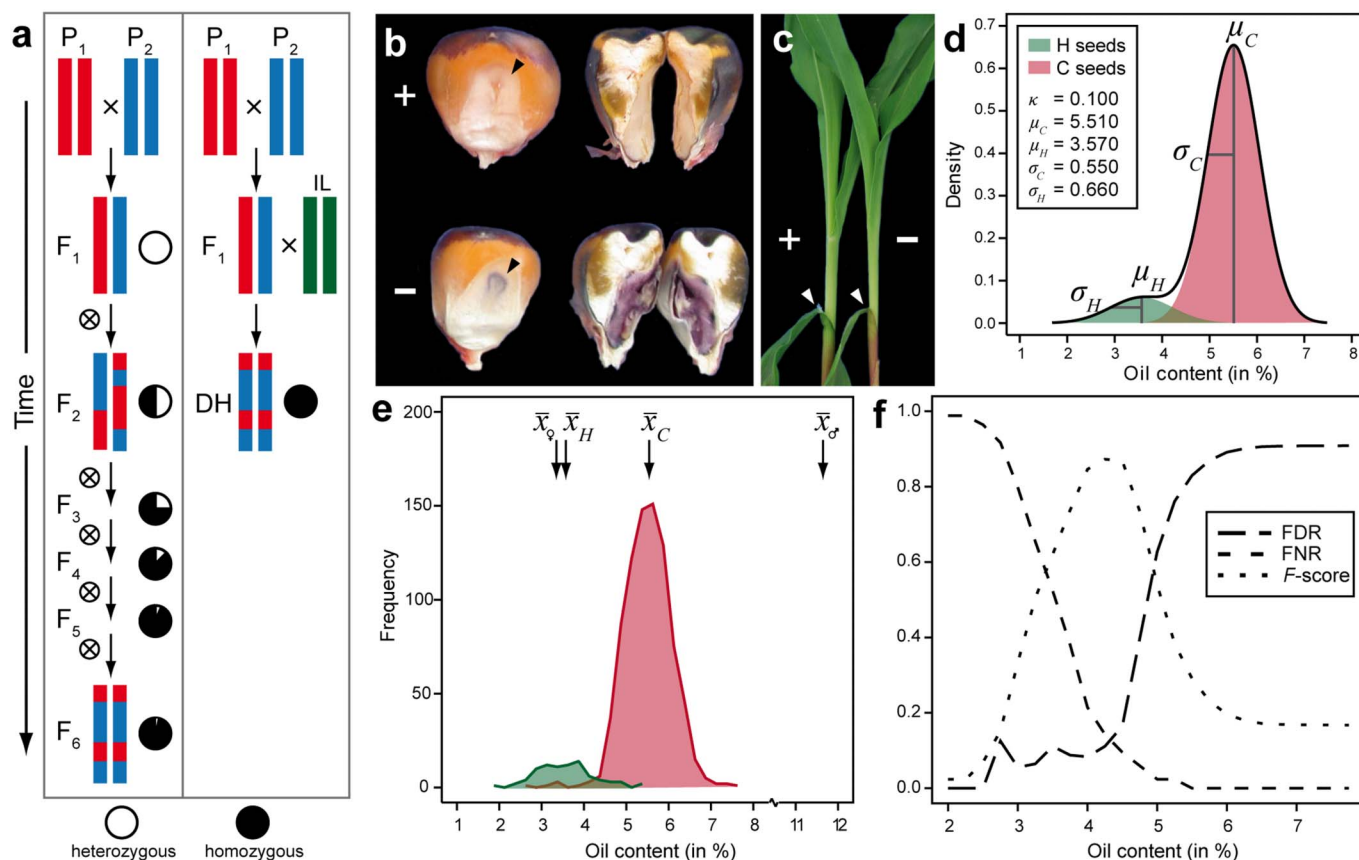 a
P₁ P₂ P₁ P₂
× ×
IL
F₁ F₁ ×
⊗
F₂ DH
⊗
F₃
⊗
F₄
⊗
F₅
⊗
F₆
Time
heterozygous homozygous
b
+
−
c
+ −
d
H seeds
C seeds
κ = 0.100
μC = 5.510
μH = 3.570
σC = 0.550
σH = 0.660
μC
σC
μH
σH
Density
0.7
0.6
0.5
0.4
0.3
0.2
0.1
0.0
1 2 3 4 5 6 7 8
Oil content (in %)
e
x̄♀ x̄H x̄C x̄♂
Frequency
200
150
100
50
0
1 2 3 4 5 6 7 8 11 12
Oil content (in %)
f
1.0
0.8
0.6
0.4
0.2
0.0
FDR
FNR
F-score
2 3 4 5 6 7
Oil content (in %)